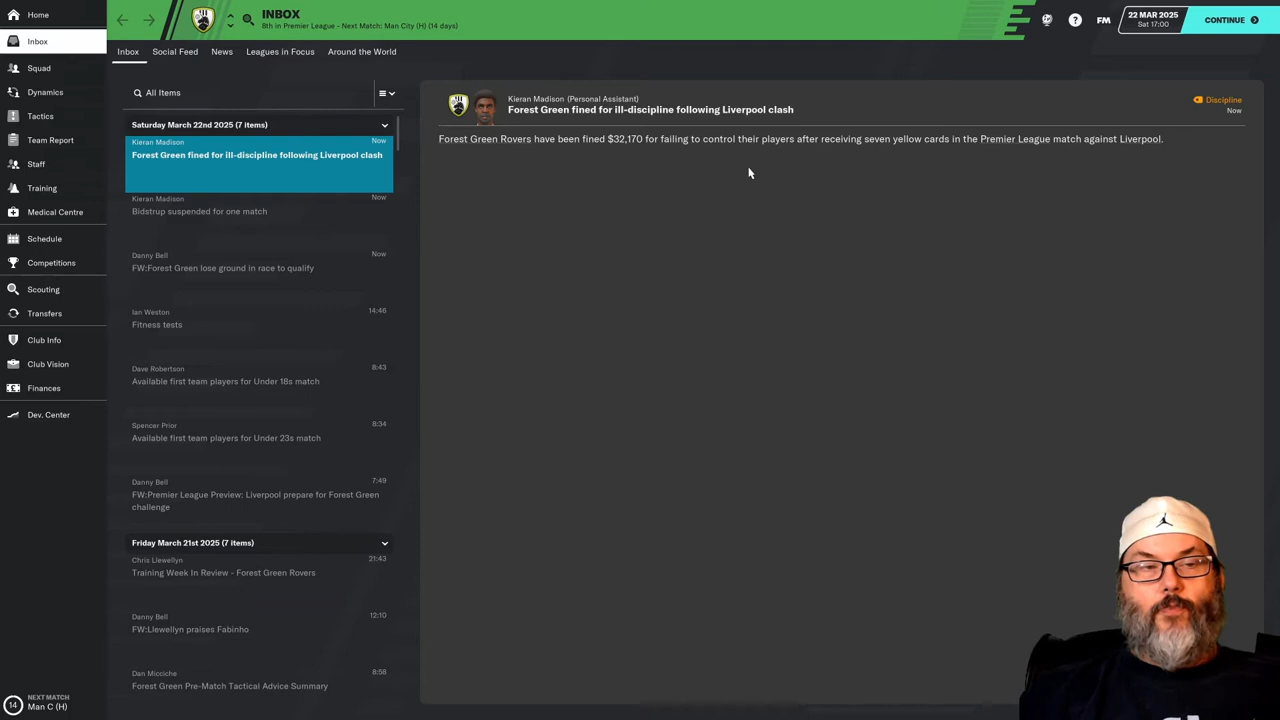 Home
Inbox
Squad
Dynamics
Tactics
Team Report
Staff
Training
Medical Centre
Schedule
Competitions
Scouting
Transfers
Club Info
Club Vision
Finances
Dev. Center
14
NEXT MATCH
Man C (H)
INBOX
8th in Premier League - Next Match: Man City (H) (14 days)
?
FM
22 MAR 2025
Sat 17:00
CONTINUE
Inbox
Social Feed
News
Leagues in Focus
Around the World
All Items
Saturday March 22nd 2025 (7 items)
Kieran Madison
Now
Forest Green fined for ill-discipline following Liverpool clash
Kieran Madison
Now
Bidstrup suspended for one match
Danny Bell
Now
FW:Forest Green lose ground in race to qualify
Ian Weston
14:46
Fitness tests
Dave Robertson
8:43
Available first team players for Under 18s match
Spencer Prior
8:34
Available first team players for Under 23s match
Danny Bell
7:49
FW:Premier League Preview: Liverpool prepare for Forest Green
challenge
Friday March 21st 2025 (7 items)
Chris Llewellyn
21:43
Training Week In Review - Forest Green Rovers
Danny Bell
12:10
FW:Llewellyn praises Fabinho
Dan Micciche
8:58
Forest Green Pre-Match Tactical Advice Summary
Kieran Madison (Personal Assistant)
Forest Green fined for ill-discipline following Liverpool clash
Discipline
Now
Forest Green Rovers have been fined $32,170 for failing to control their players after receiving seven yellow cards in the Premier League match against Liverpool.